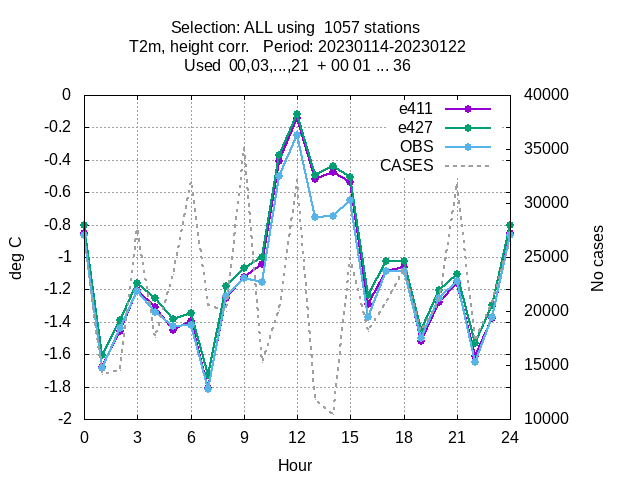 Selection: ALL using  1057 stations
T2m, height corr.   Period: 20230114-20230122
Used  00,03,...,21  + 00 01 ... 36
0
-0.2
-0.4
-0.6
-0.8
-1
-1.2
-1.4
-1.6
-1.8
-2
deg C
e411
e427
OBS
CASES
40000
35000
30000
25000
20000
15000
10000
No cases
0 3 6 9 12 15 18 21 24
Hour